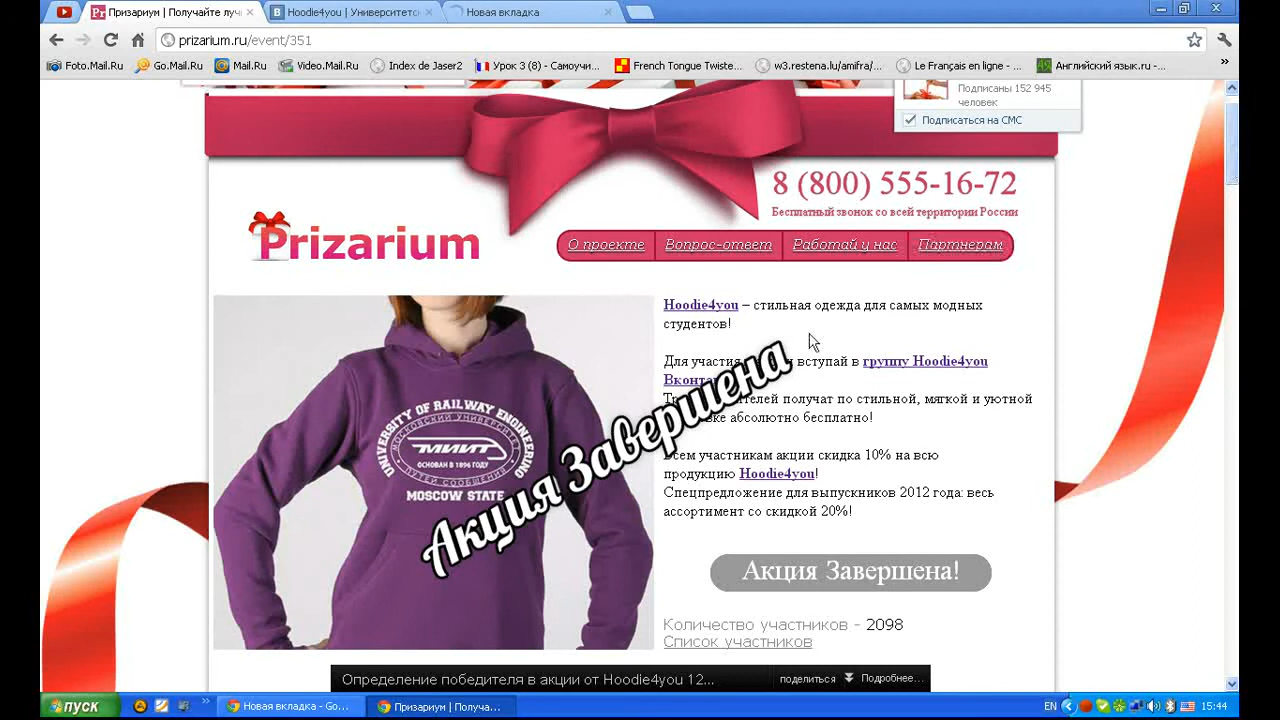 Призариум | Получайте лучш
Hoodie4you | Университетс
Новая вкладка
prizarium.ru/event/351
Foto.Mail.Ru
Go.Mail.Ru
Mail.Ru
Video.Mail.Ru
Index de Jaser2
Урок 3 (8) - Самоучи...
French Tongue Twiste...
w3.restena.lu/amifra/...
Le Français en ligne - ...
Английский язык.ru -...
Подписаны 152 945
человек
Подписаться на СМС
8 (800) 555-16-72
Бесплатный звонок со всей территории России
Prizarium
О проекте
Вопрос-ответ
Работай у нас
Партнерам
Hoodie4you – стильная одежда для самых модных
студентов!
Для участия вступай в группу Hoodie4you
Вконта
получат по стильной, мягкой и уютной
абсолютно бесплатно!
Всем участникам акции скидка 10% на всю
продукцию Hoodie4you!
Спецпредложение для выпускников 2012 года: весь
ассортимент со скидкой 20%!
UNIVERSITY OF RAILWAY ENGINEERING
МОСКОВСКИЙ УНИВЕРСИТЕТ
МИИТ
ОСНОВАН В 1896 ГОДУ
ПУТЕЙ СООБЩЕНИЯ
MOSCOW STATE
Акция Завершена
Акция Завершена!
Количество участников - 2098
Список участников
Определение победителя в акции от Hoodie4you 12...
поделиться
Подробнее...
пуск
Новая вкладка - Go...
Призариум | Получа...
EN
15:44